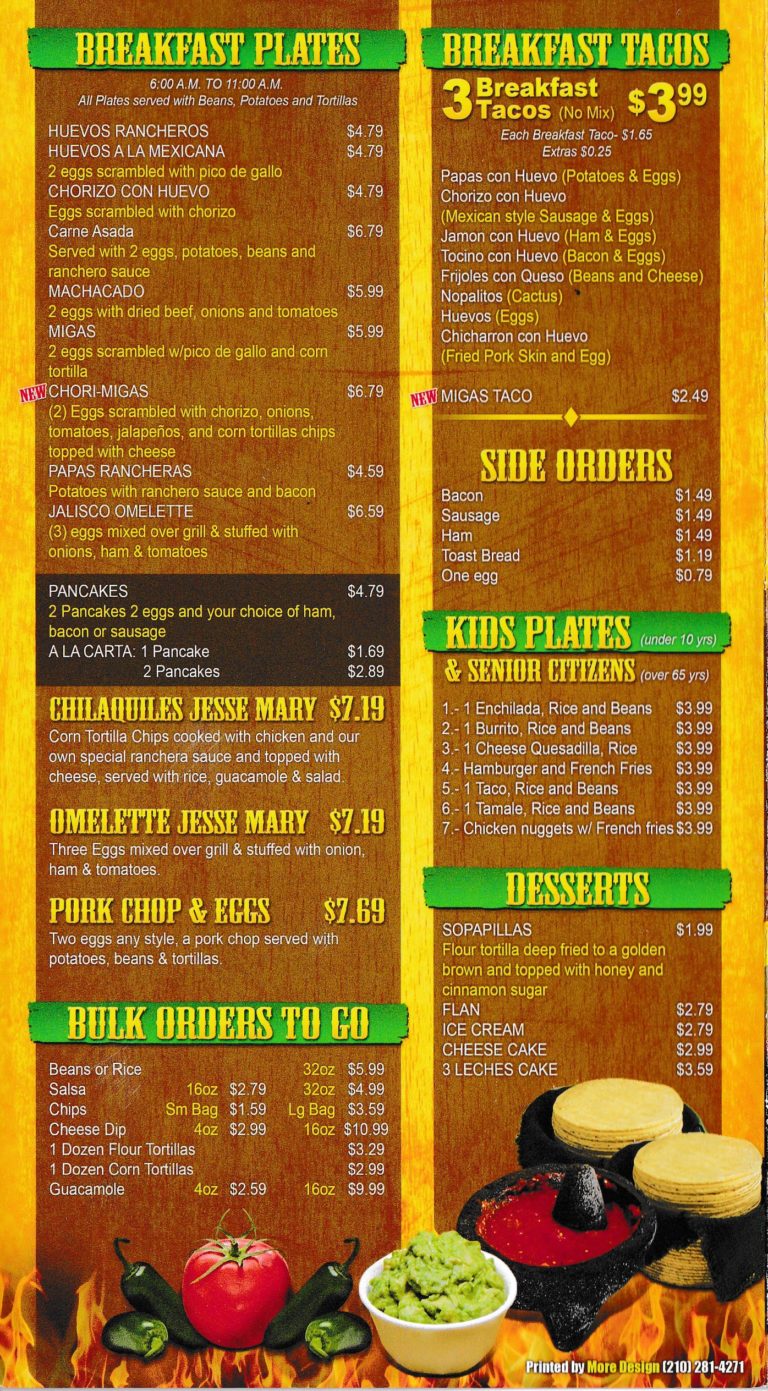 BREAKFAST PLATES
6:00 A.M. TO 11:00 A.M.
All Plates served with Beans, Potatoes and Tortillas
HUEVOS RANCHEROS $4.79
HUEVOS A LA MEXICANA $4.79
2 eggs scrambled with pico de gallo
CHORIZO CON HUEVO $4.79
Eggs scrambled with chorizo
Carne Asada $6.79
Served with 2 eggs, potatoes, beans and
ranchero sauce
MACHACADO $5.99
2 eggs with dried beef, onions and tomatoes
MIGAS $5.99
2 eggs scrambled w/pico de gallo and corn
tortilla
NEW CHORI-MIGAS $6.79
(2) Eggs scrambled with chorizo, onions,
tomatoes, jalapeños, and corn tortillas chips
topped with cheese
PAPAS RANCHERAS $4.59
Potatoes with ranchero sauce and bacon
JALISCO OMELETTE $6.59
(3) eggs mixed over grill & stuffed with
onions, ham & tomatoes
PANCAKES $4.79
2 Pancakes 2 eggs and your choice of ham,
bacon or sausage
A LA CARTA: 1 Pancake $1.69
2 Pancakes $2.89
CHILAQUILES JESSE MARY $7.19
Corn Tortilla Chips cooked with chicken and our
own special ranchera sauce and topped with
cheese, served with rice, guacamole & salad.
OMELETTE JESSE MARY $7.19
Three Eggs mixed over grill & stuffed with onion,
ham & tomatoes.
PORK CHOP & EGGS $7.69
Two eggs any style, a pork chop served with
potatoes, beans & tortillas.
BULK ORDERS TO GO
Beans or Rice 32oz $5.99
Salsa 16oz $2.79 32oz $4.99
Chips Sm Bag $1.59 Lg Bag $3.59
Cheese Dip 4oz $2.99 16oz $10.99
1 Dozen Flour Tortillas $3.29
1 Dozen Corn Tortillas $2.99
Guacamole 4oz $2.59 16oz $9.99
BREAKFAST TACOS
3 Breakfast Tacos (No Mix) $3.99
Each Breakfast Taco- $1.65
Extras $0.25
Papas con Huevo (Potatoes & Eggs)
Chorizo con Huevo
(Mexican style Sausage & Eggs)
Jamon con Huevo (Ham & Eggs)
Tocino con Huevo (Bacon & Eggs)
Frijoles con Queso (Beans and Cheese)
Nopalitos (Cactus)
Huevos (Eggs)
Chicharron con Huevo
(Fried Pork Skin and Egg)
NEW MIGAS TACO $2.49
SIDE ORDERS
Bacon $1.49
Sausage $1.49
Ham $1.49
Toast Bread $1.19
One egg $0.79
KIDS PLATES (under 10 yrs)
& SENIOR CITIZENS (over 65 yrs)
1.- 1 Enchilada, Rice and Beans $3.99
2.- 1 Burrito, Rice and Beans $3.99
3.- 1 Cheese Quesadilla, Rice $3.99
4.- Hamburger and French Fries $3.99
5.- 1 Taco, Rice and Beans $3.99
6.- 1 Tamale, Rice and Beans $3.99
7.- Chicken nuggets w/ French fries $3.99
DESSERTS
SOPAPILLAS $1.99
Flour tortilla deep fried to a golden
brown and topped with honey and
cinnamon sugar
FLAN $2.79
ICE CREAM $2.79
CHEESE CAKE $2.99
3 LECHES CAKE $3.59
Printed by More Design (210) 281-4271